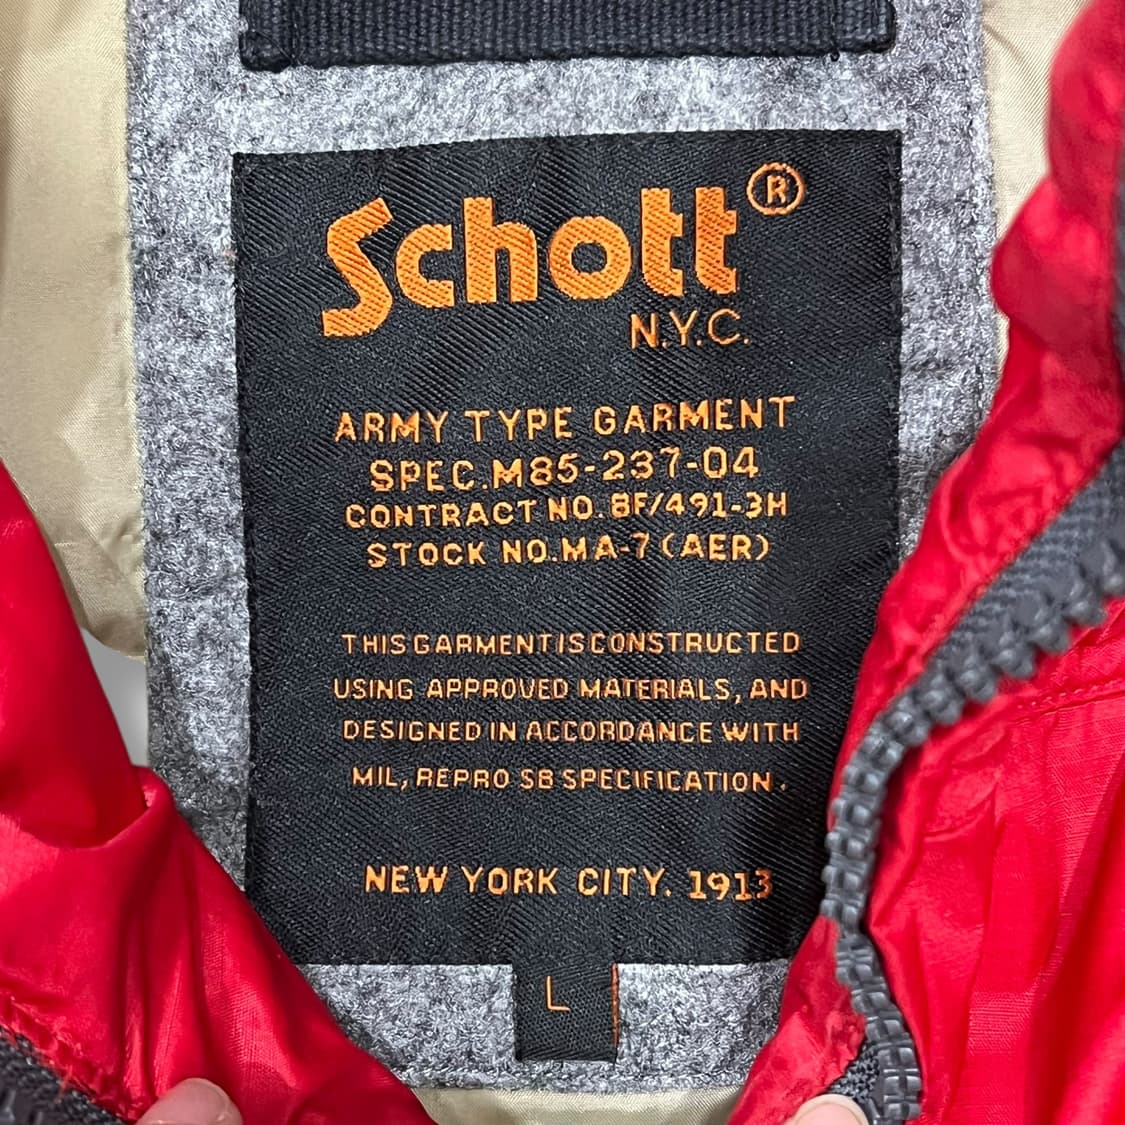 Schott®
N.Y.C.
ARMY TYPE GARMENT
SPEC.M85-237-04
CONTRACT NO.8F/491-3H
STOCK NO.MA-7(AER)
THIS GARMENT IS CONSTRUCTED
USING APPROVED MATERIALS, AND
DESIGNED IN ACCORDANCE WITH
MIL, REPRO SB SPECIFICATION.
NEW YORK CITY. 1913
L